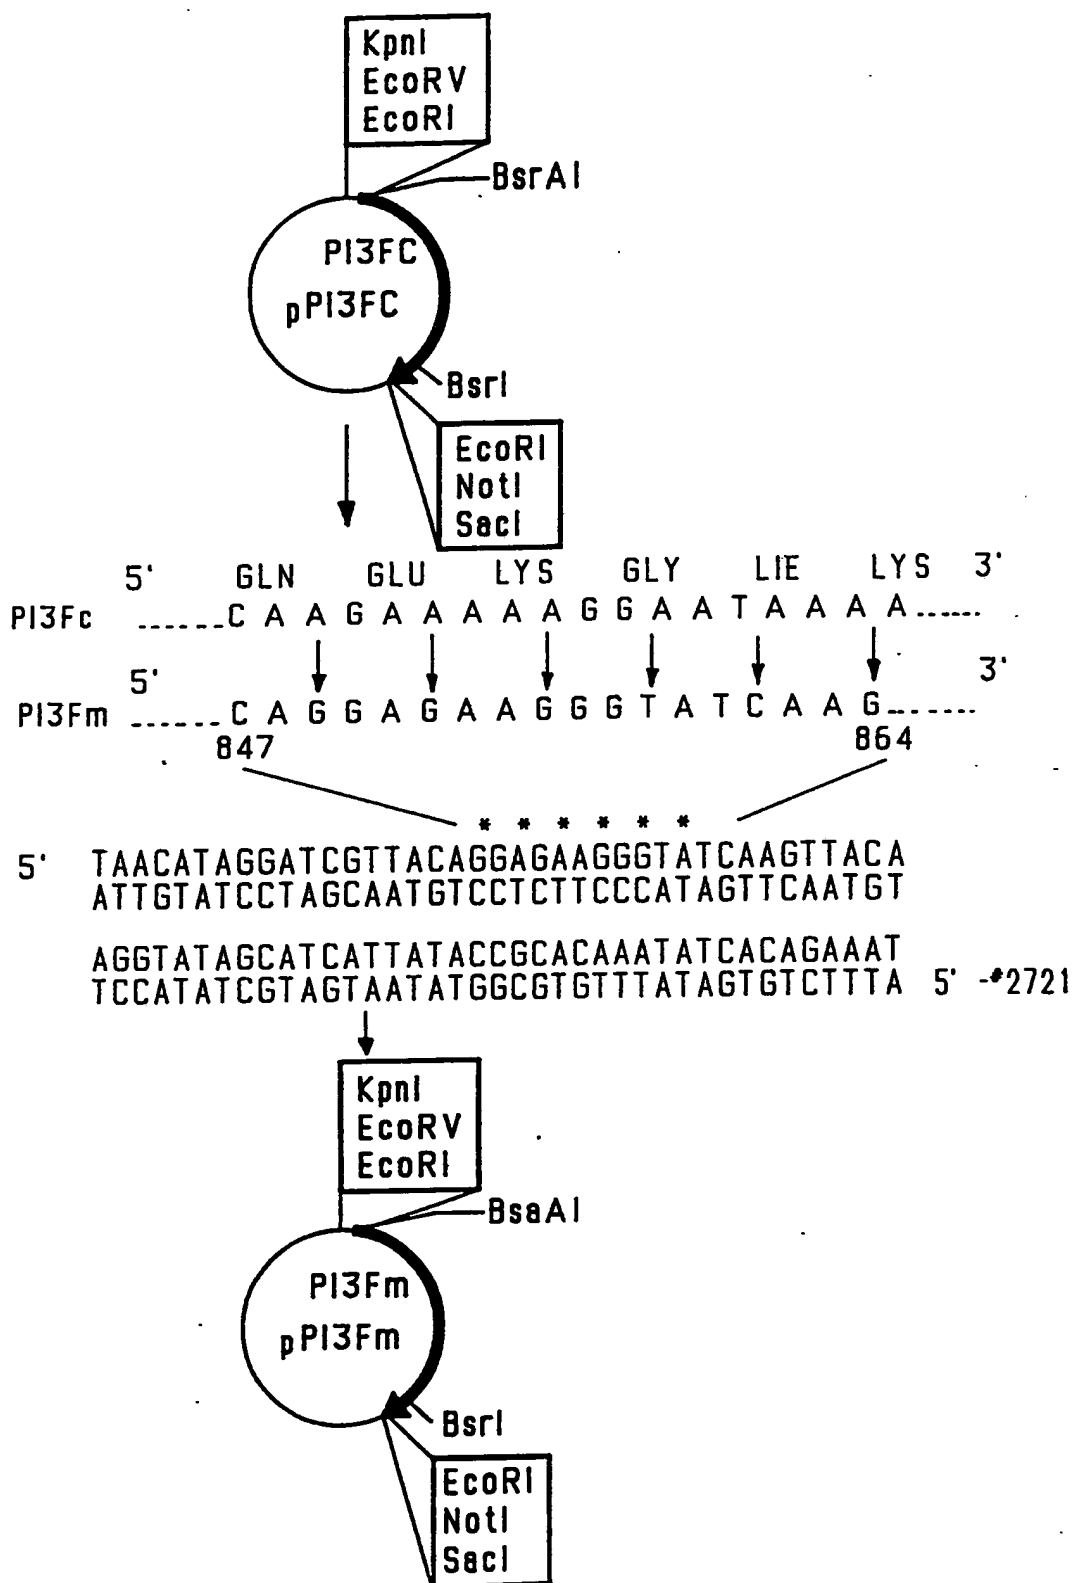 KpnI
EcoRV
EcoRI
BsrAI
PI3FC
pPI3FC
BsrI
EcoRI
NotI
SacI
5' GLN GLU LYS GLY LIE LYS 3'
PI3Fc ......C A A G A A A A A G G A A T A A A A......
5' 3'
PI3Fm ......C A G G A G A A G G G T A T C A A G......
847 864
* * * * * *
5' TAACATAGGATCGTTACAGGAGAAGGGTATCAAGTTACA
ATTGTATCCTAGCAATGTCCTCTTCCCATAGTTCAATGT
AGGTATAGCATCATTATACCGCACAAATATCACAGAAAT
TCCATATCGTAGTAATATGGCGTGTTTATAGTGTCTTTA 5' -#2721
KpnI
EcoRV
EcoRI
BsaAI
PI3Fm
pPI3Fm
BsrI
EcoRI
NotI
SacI